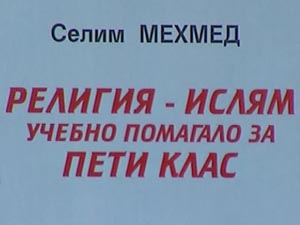 Селим МЕХМЕД
РЕЛИГИЯ - ИСЛЯМ
УЧЕБНО ПОМАГАЛО ЗА
ПЕТИ КЛАС